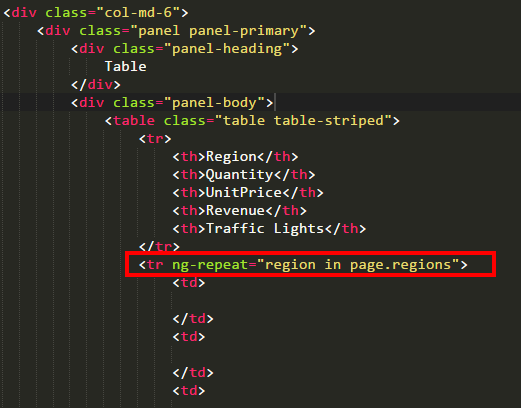 <div class="col-md-6">
<div class="panel panel-primary">
<div class="panel-heading">
Table
</div>
<div class="panel-body">
<table class="table table-striped">
<tr>
<th>Region</th>
<th>Quantity</th>
<th>UnitPrice</th>
<th>Revenue</th>
<th>Traffic Lights</th>
</tr>
<tr ng-repeat="region in page.regions">
<td>
</td>
<td>
</td>
<td>